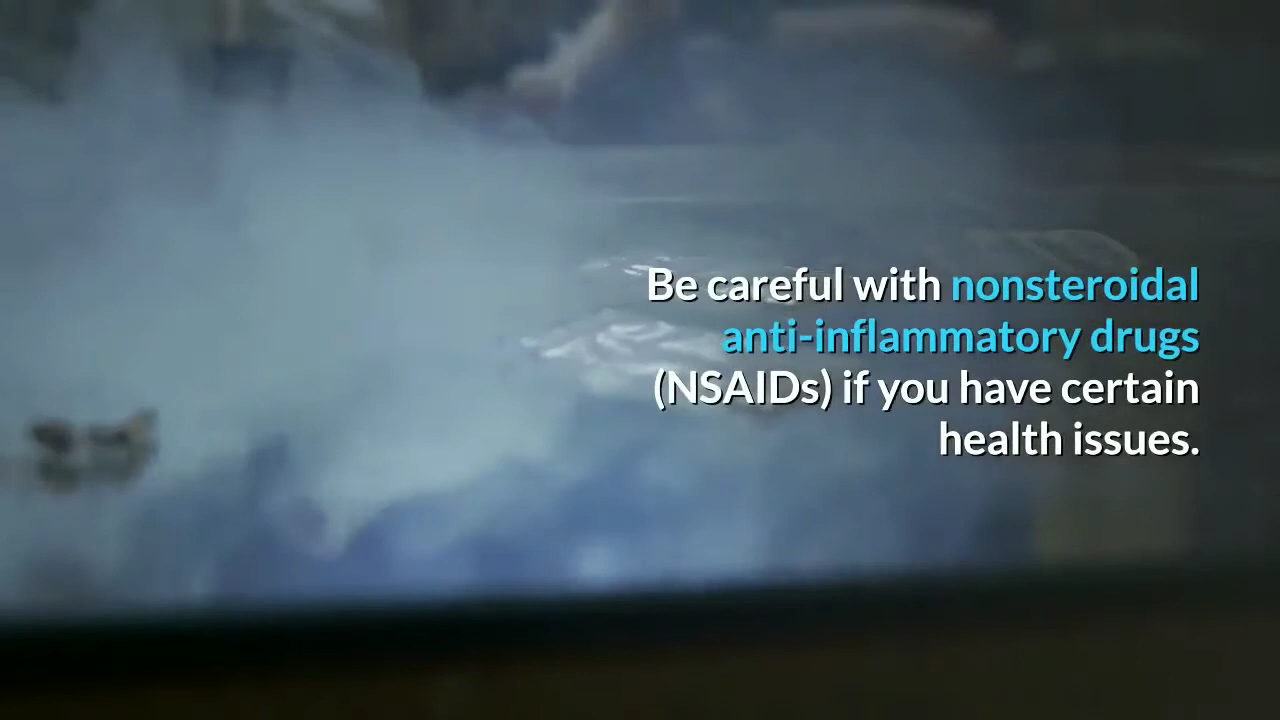 Be careful with nonsteroidal
anti-inflammatory drugs
(NSAIDs) if you have certain
health issues.